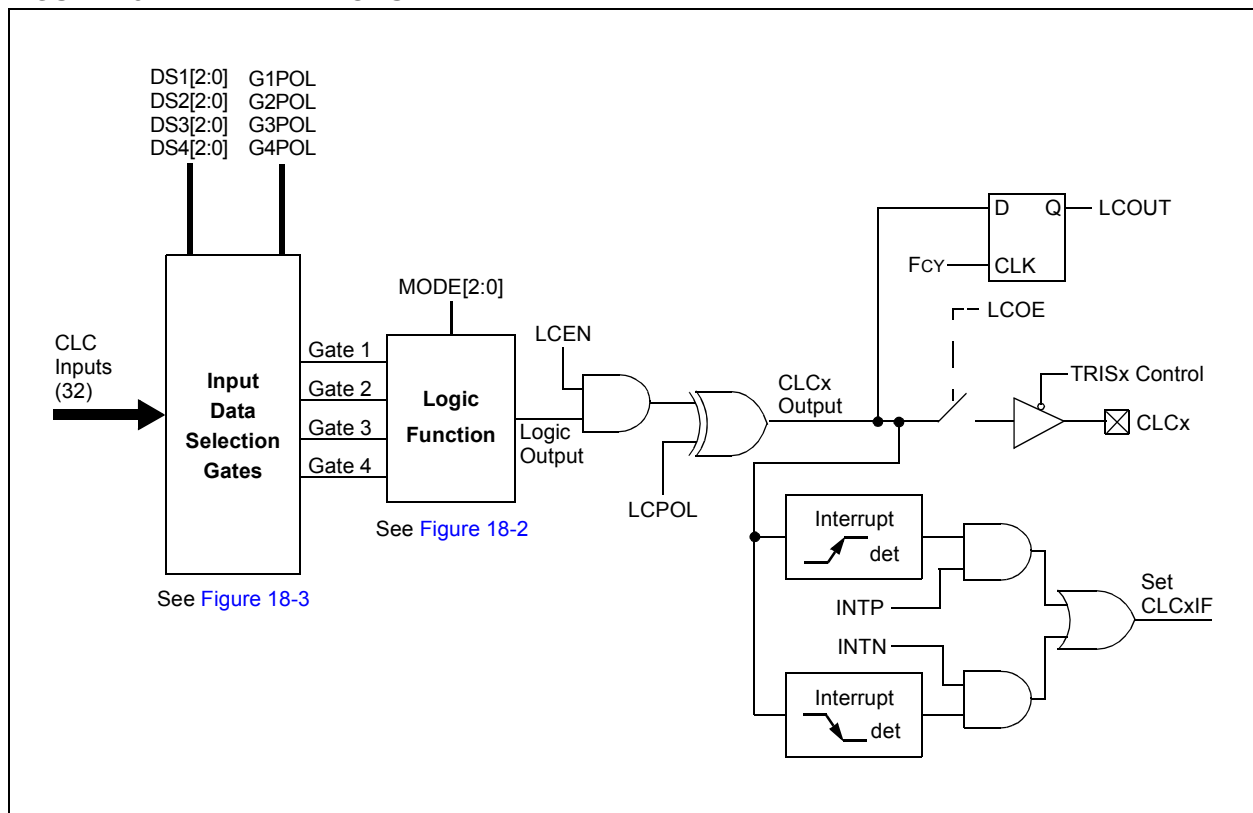 DS1[2:0] G1POL
DS2[2:0] G2POL
DS3[2:0] G3POL
DS4[2:0] G4POL
D Q LCOUT
FCY CLK
MODE[2:0]
LCOE
LCEN
CLC
Inputs
(32)
Input
Data
Selection
Gates
Gate 1
Gate 2
Gate 3
Gate 4
Logic
Function
Logic
Output
CLCx
Output
TRISx Control
CLCx
LCPOL
See Figure 18-2
See Figure 18-3
Interrupt
det
INTP
INTN
Set
CLCxIF
Interrupt
det